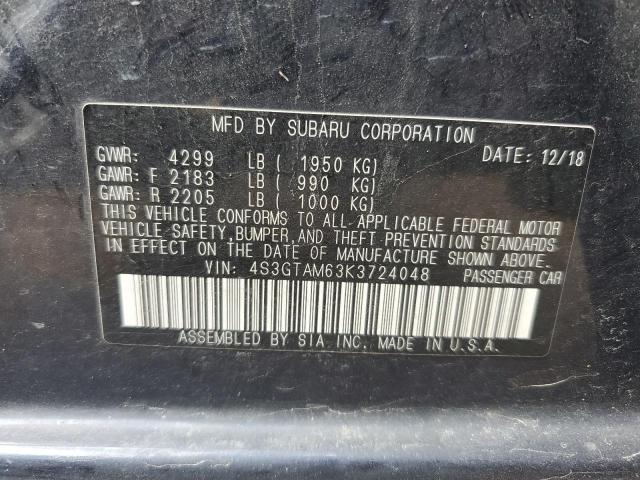 MFD BY SUBARU CORPORATION
GVWR: 4299 LB ( 1950 KG) DATE: 12/18
GAWR: F 2183 LB ( 990 KG)
GAWR: R 2205 LB ( 1000 KG)
THIS VEHICLE CONFORMS TO ALL APPLICABLE FEDERAL MOTOR
VEHICLE SAFETY, BUMPER, AND THEFT PREVENTION STANDARDS
IN EFFECT ON THE DATE OF MANUFACTURE SHOWN ABOVE.
VIN: 4S3GTAM63K3724048 PASSENGER CAR
ASSEMBLED BY SIA INC. MADE IN U.S.A.